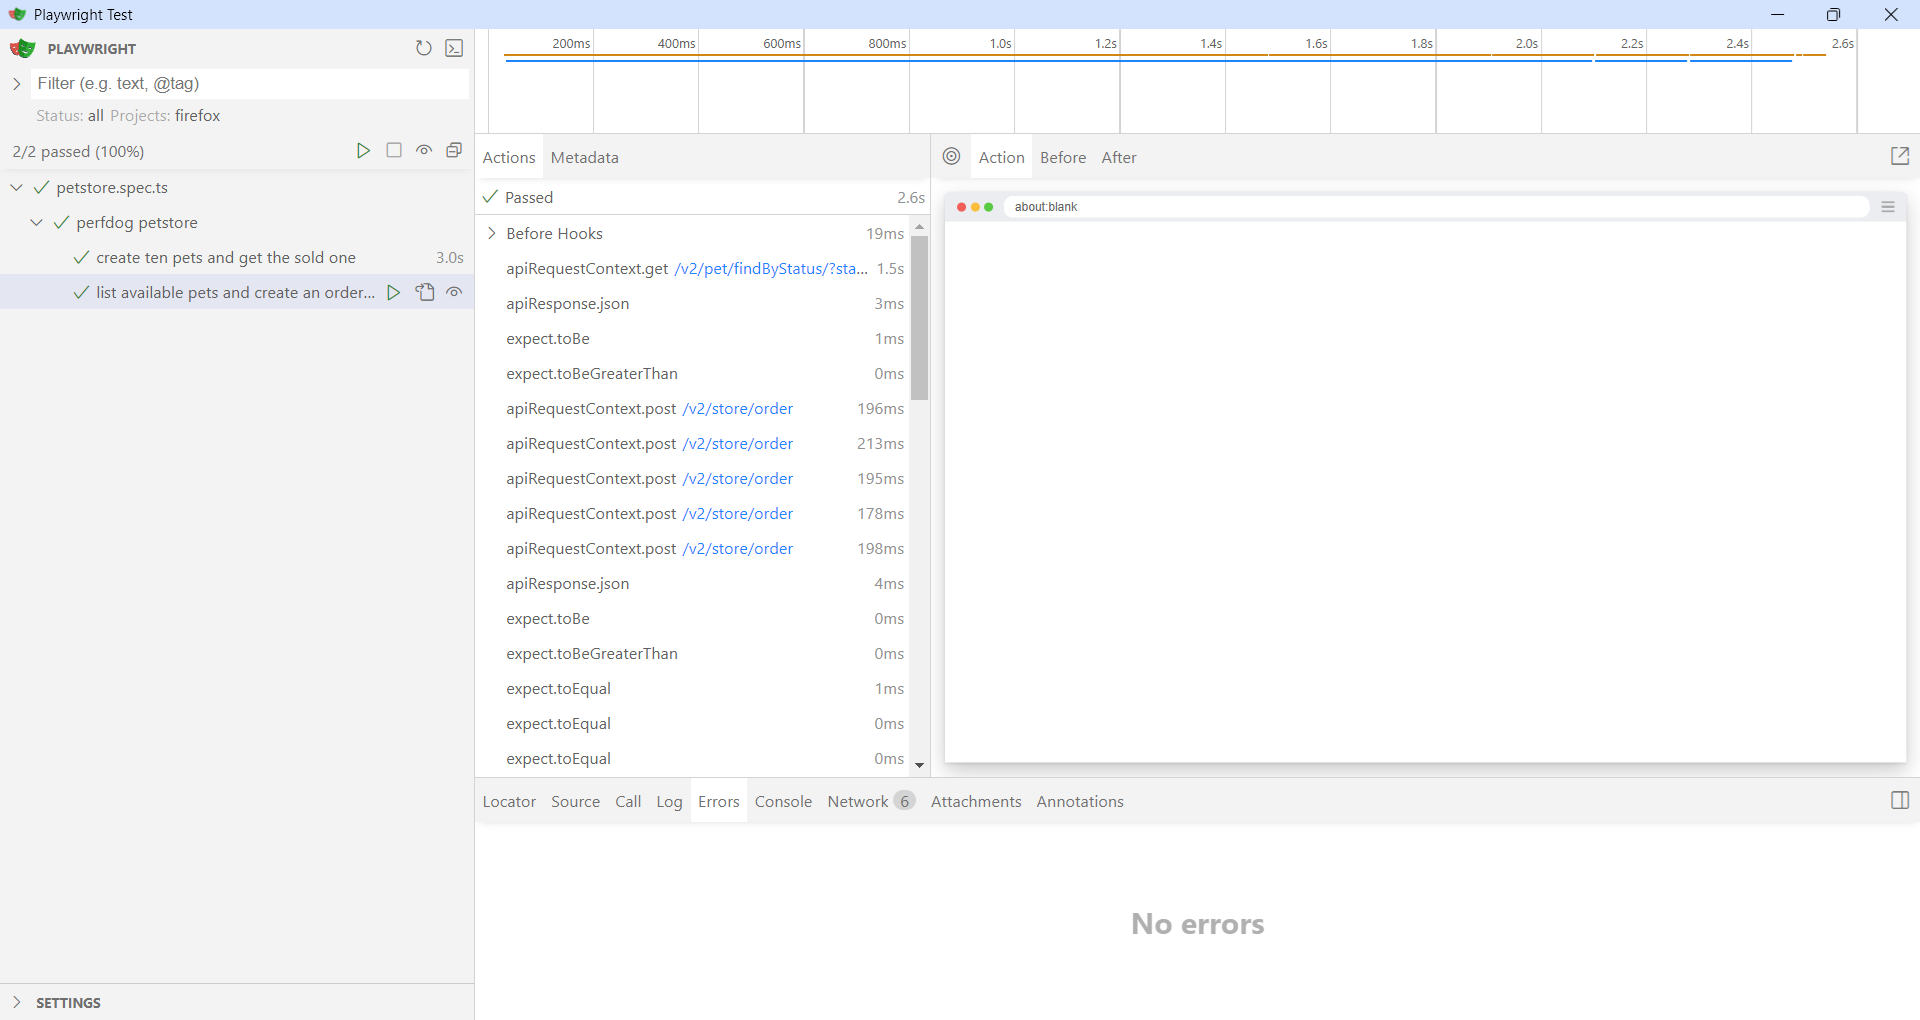 Playwright Test
PLAYWRIGHT
Filter (e.g. text, @tag)
Status: all Projects: firefox
2/2 passed (100%)
petstore.spec.ts
perfdog petstore
create ten pets and get the sold one 3.0s
list available pets and create an order...
SETTINGS
200ms 400ms 600ms 800ms 1.0s 1.2s 1.4s 1.6s 1.8s 2.0s 2.2s 2.4s 2.6s
Actions Metadata
Passed 2.6s
Before Hooks 19ms
apiRequestContext.get /v2/pet/findByStatus/?sta... 1.5s
apiResponse.json 3ms
expect.toBe 1ms
expect.toBeGreaterThan 0ms
apiRequestContext.post /v2/store/order 196ms
apiRequestContext.post /v2/store/order 213ms
apiRequestContext.post /v2/store/order 195ms
apiRequestContext.post /v2/store/order 178ms
apiRequestContext.post /v2/store/order 198ms
apiResponse.json 4ms
expect.toBe 0ms
expect.toBeGreaterThan 0ms
expect.toEqual 1ms
expect.toEqual 0ms
expect.toEqual 0ms
Action Before After
about:blank
Locator Source Call Log Errors Console Network 6 Attachments Annotations
No errors